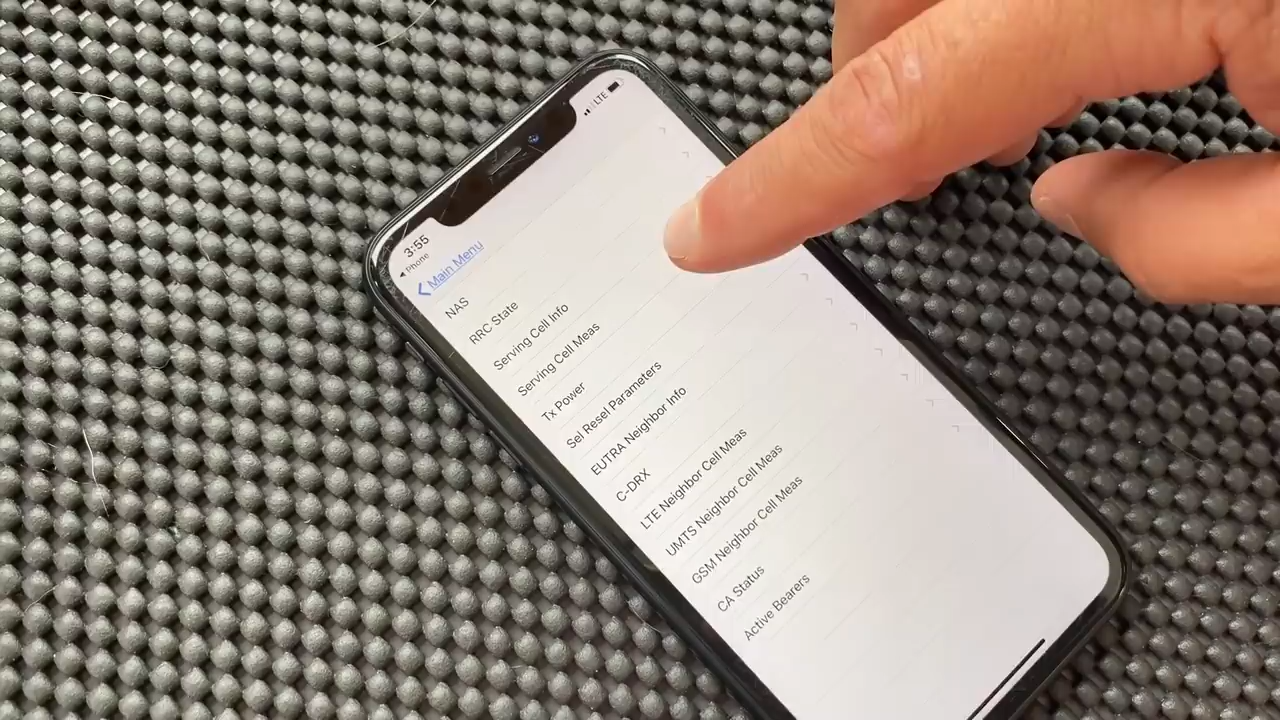 LTE
3:55
◀ Phone
Main Menu
NAS
RRC State
Serving Cell Info
Serving Cell Meas
Tx Power
Sel Resel Parameters
EUTRA Neighbor Info
C-DRX
LTE Neighbor Cell Meas
UMTS Neighbor Cell Meas
GSM Neighbor Cell Meas
CA Status
Active Bearers